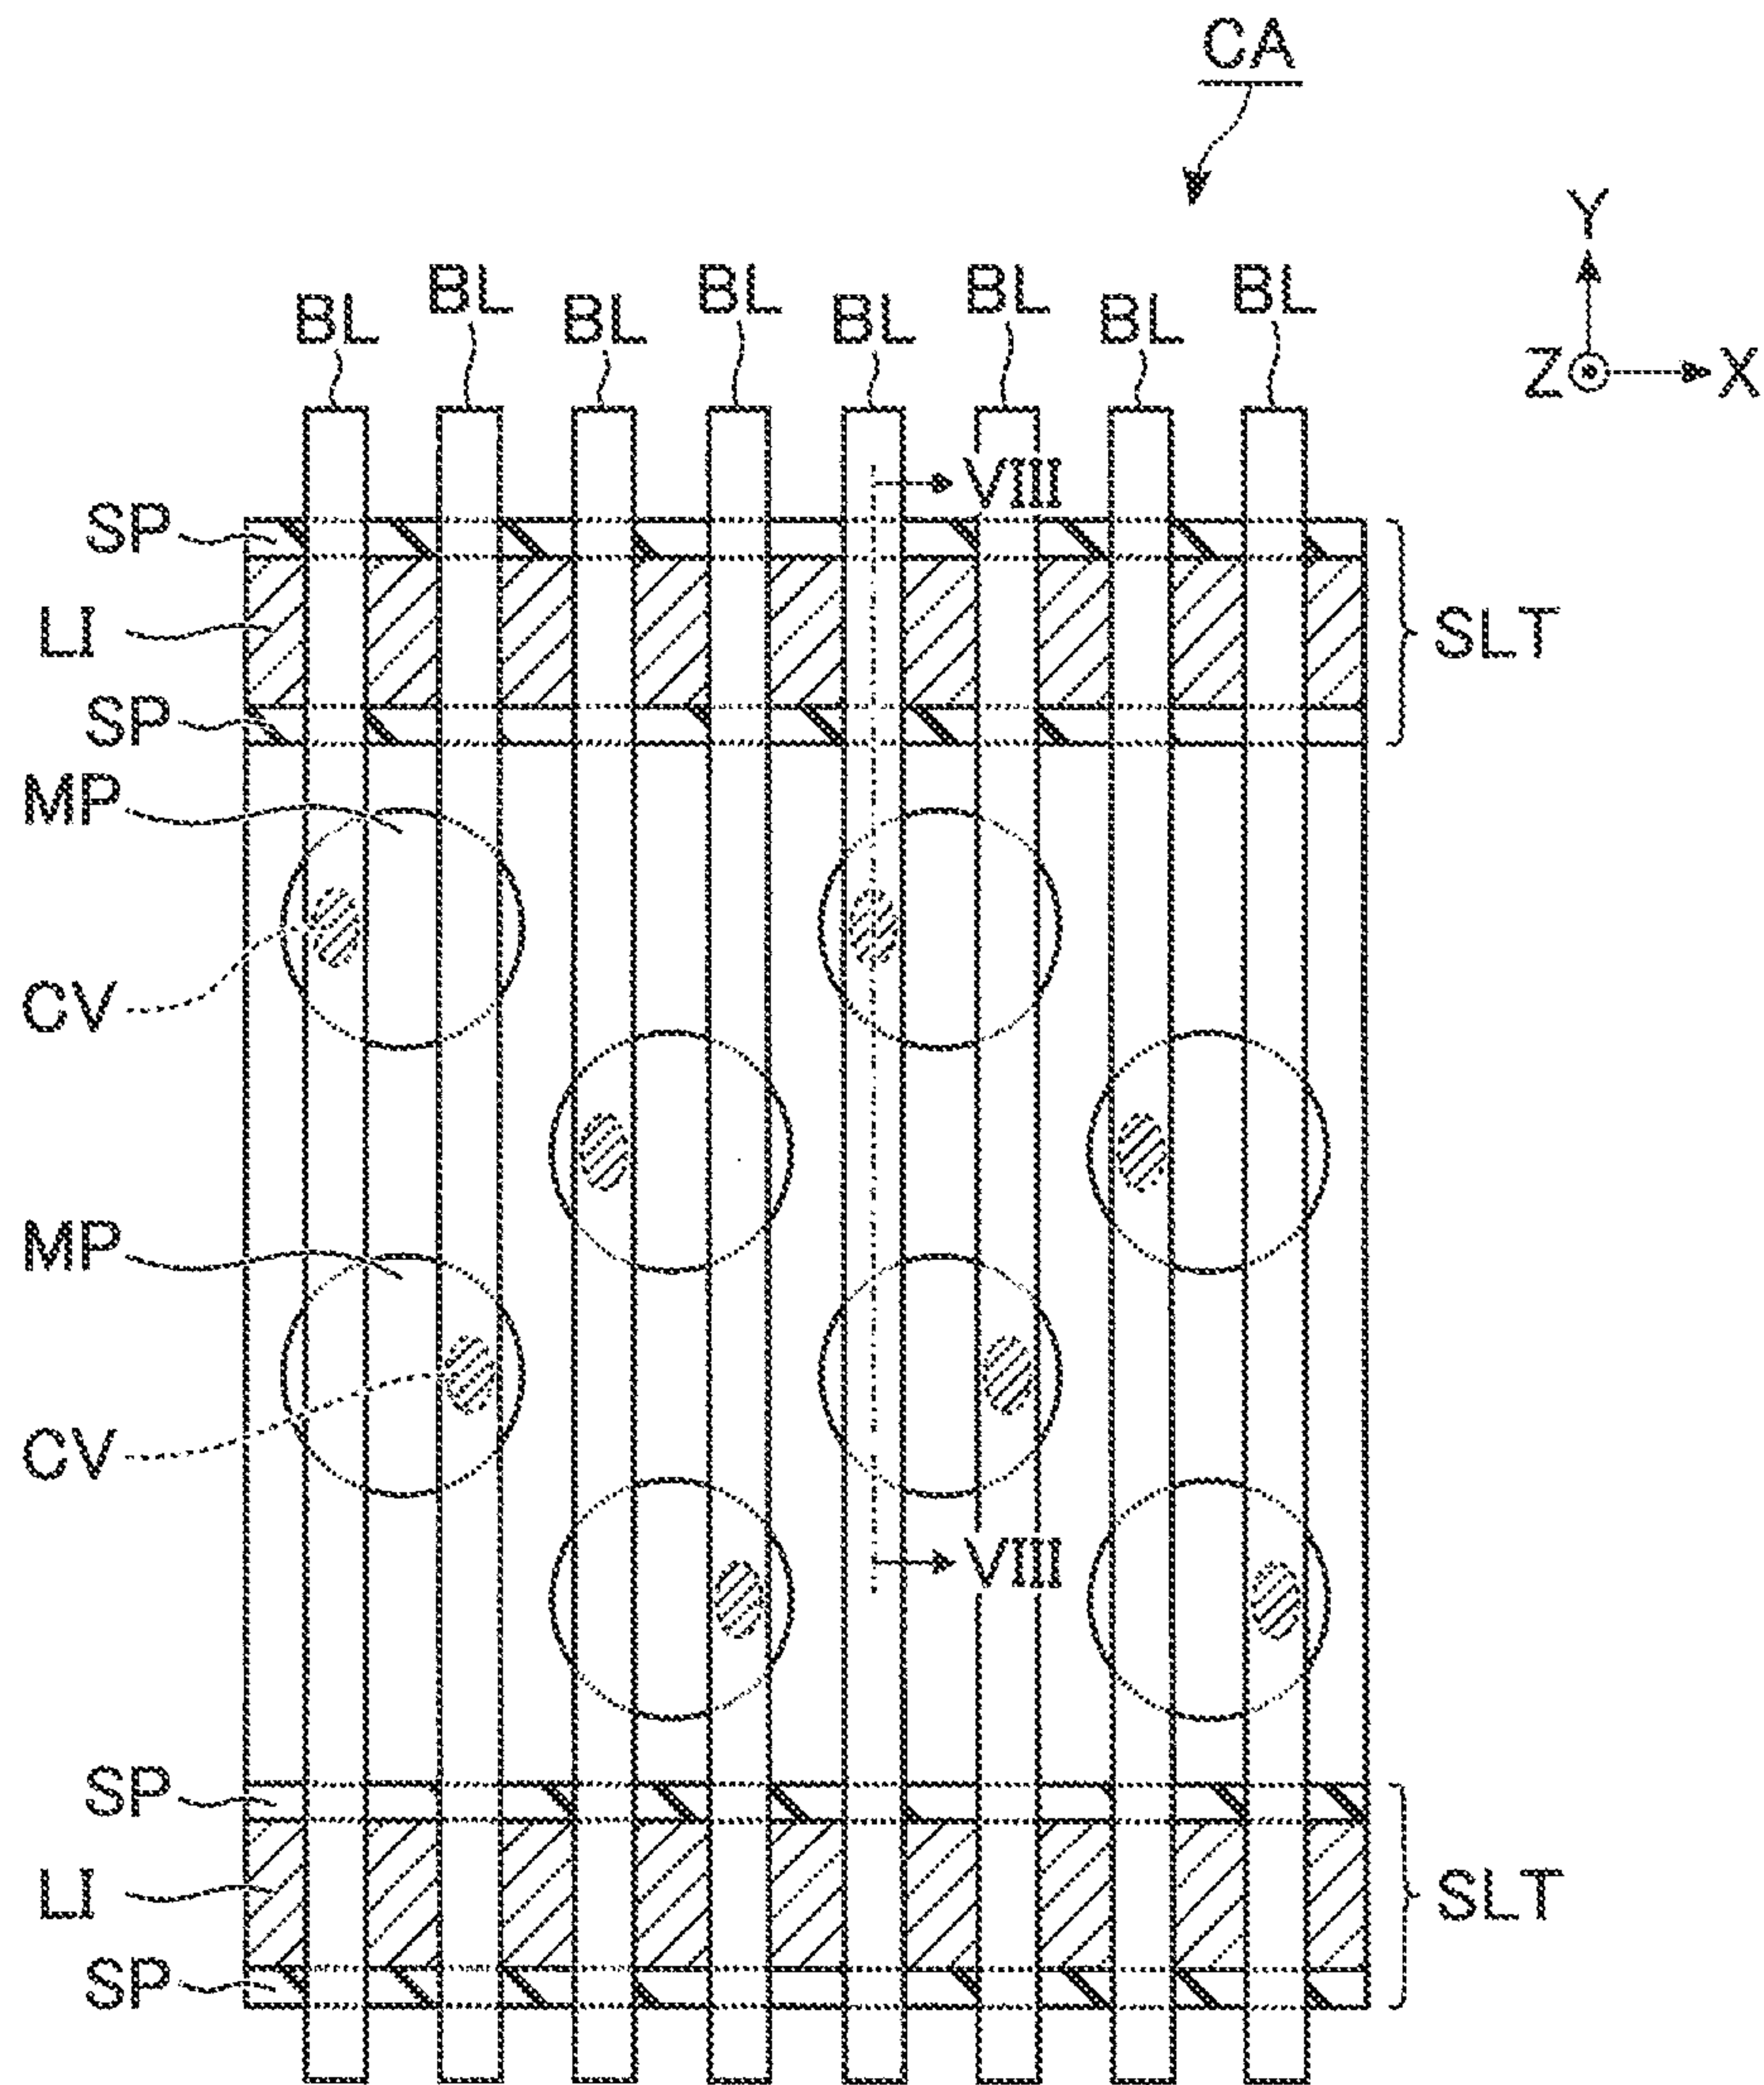 CA
Y
Z X
BL BL BL BL BL BL BL BL
VIII
SP
LI SLT
SP
MP
CV
MP
CV
VIII
SP
LI SLT
SP